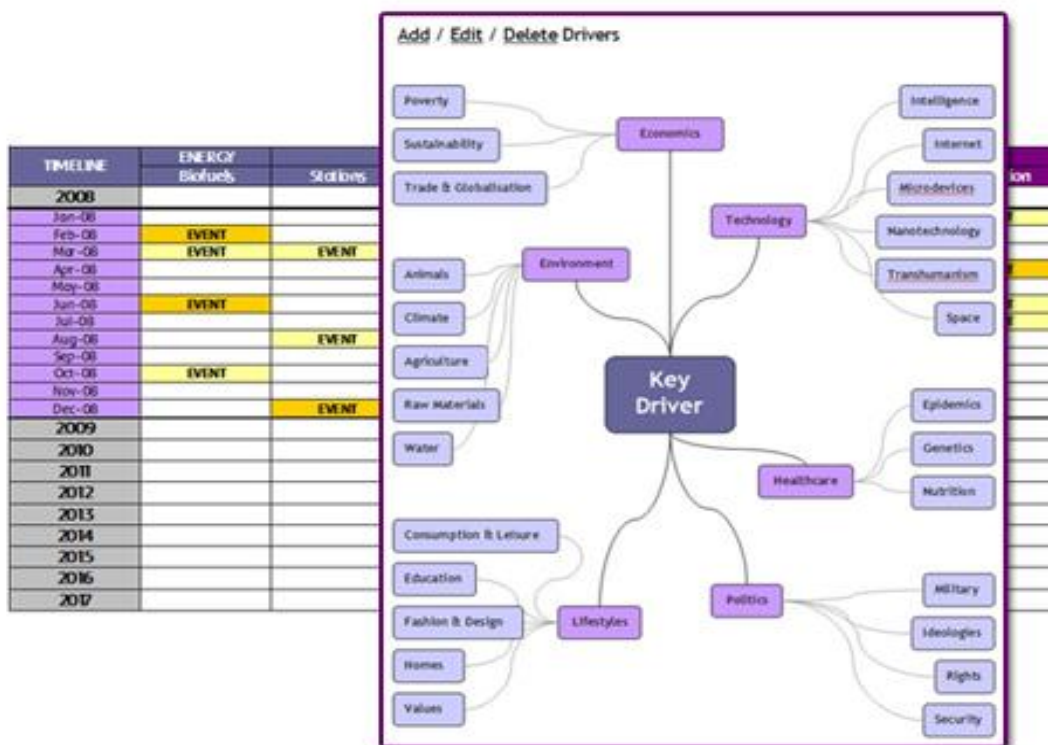 Add / Edit / Delete Drivers
Poverty
Sustainability
Trade & Globalisation
Economics
Intelligence
Internet
Microdevices
Nanotechnology
Transhumanism
Space
Technology
Animals
Climate
Agriculture
Raw Materials
Water
Environment
Key
Driver
Epidemics
Genetics
Nutrition
Healthcare
Consumption & Leisure
Education
Fashion & Design
Homes
Values
Lifestyles
Politics
Military
Ideologies
Rights
Security
TIMELINE ENERGY
Biofuels Stations
2008
Jan-08
Feb-08 EVENT
Mar-08 EVENT EVENT
Apr-08
May-08
Jun-08 EVENT
Jul-08
Aug-08 EVENT
Sep-08
Oct-08 EVENT
Nov-08
Dec-08 EVENT
2009
2010
2011
2012
2013
2014
2015
2016
2017